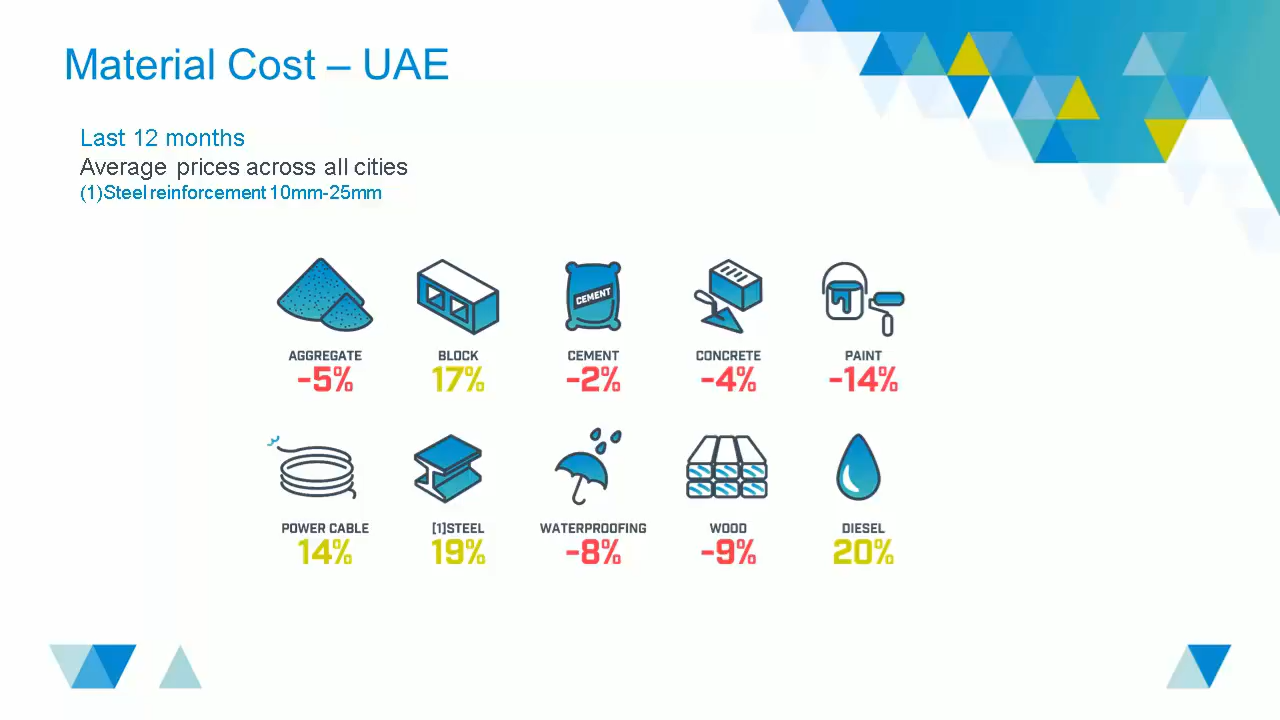 Material Cost – UAE
Last 12 months
Average prices across all cities
(1)Steel reinforcement 10mm-25mm
CEMENT
AGGREGATE BLOCK CEMENT CONCRETE PAINT
-5% 17% -2% -4% -14%
POWER CABLE [1]STEEL WATERPROOFING WOOD DIESEL
14% 19% -8% -9% 20%